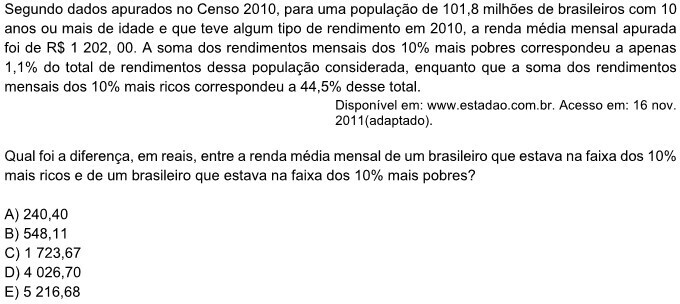 Segundo dados apurados no Censo 2010, para uma população de 101,8 milhões de brasileiros com 10
anos ou mais de idade e que teve algum tipo de rendimento em 2010, a renda média mensal apurada
foi de R$ 1 202, 00. A soma dos rendimentos mensais dos 10% mais pobres correspondeu a apenas
1,1% do total de rendimentos dessa população considerada, enquanto que a soma dos rendimentos
mensais dos 10% mais ricos correspondeu a 44,5% desse total.
Disponível em: www.estadao.com.br. Acesso em: 16 nov.
2011(adaptado).
Qual foi a diferença, em reais, entre a renda média mensal de um brasileiro que estava na faixa dos 10%
mais ricos e de um brasileiro que estava na faixa dos 10% mais pobres?
A) 240,40
B) 548,11
C) 1 723,67
D) 4 026,70
E) 5 216,68